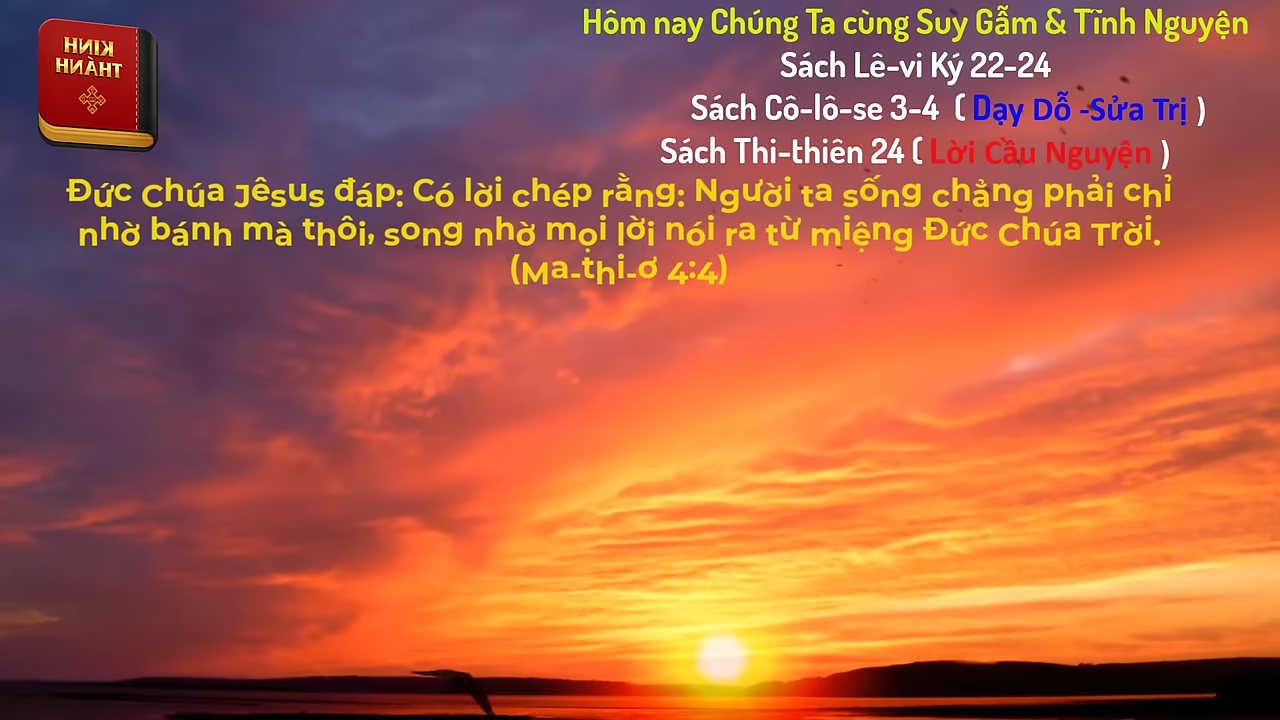 KINH
THÀNH
Hôm nay Chúng Ta cùng Suy Gẫm & Tĩnh Nguyện
Sách Lê-vi Ký 22-24
Sách Cô-lô-se 3-4 ( Dạy Dỗ -Sửa Trị )
Sách Thi-thiên 24 ( Lời Cầu Nguyện )
Đức Chúa Jêsus đáp: Có lời chép rằng: Người ta sống chẳng phải chỉ
nhờ bánh mà thôi, song nhờ mọi lời nói ra từ miệng Đức Chúa Trời.
(Ma-thi-ơ 4:4)